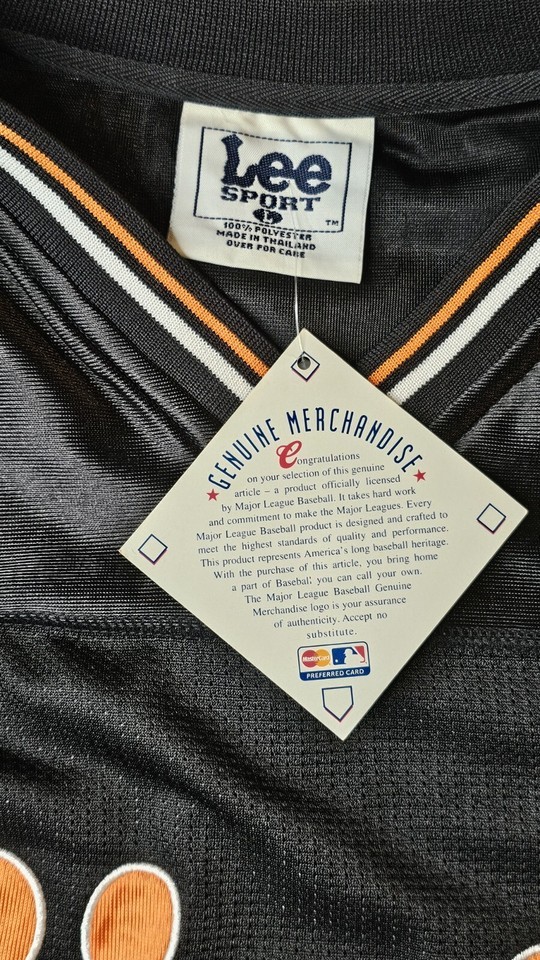 Lee
SPORT
TM
100% POLYESTER
MADE IN THAILAND
OVER FOR CARE
GENUINE MERCHANDISE
Congratulations
on your selection of this genuine
article – a product officially licensed
by Major League Baseball. It takes hard work
and commitment to make the Major Leagues. Every
Major League Baseball product is designed and crafted to
meet the highest standards of quality and performance.
This product represents America's long baseball heritage.
With the purchase of this article, you bring home
a part of Baseball you can call your own.
The Major League Baseball Genuine
Merchandise logo is your assurance
of authenticity. Accept no
substitute.
MasterCard
PREFERRED CARD